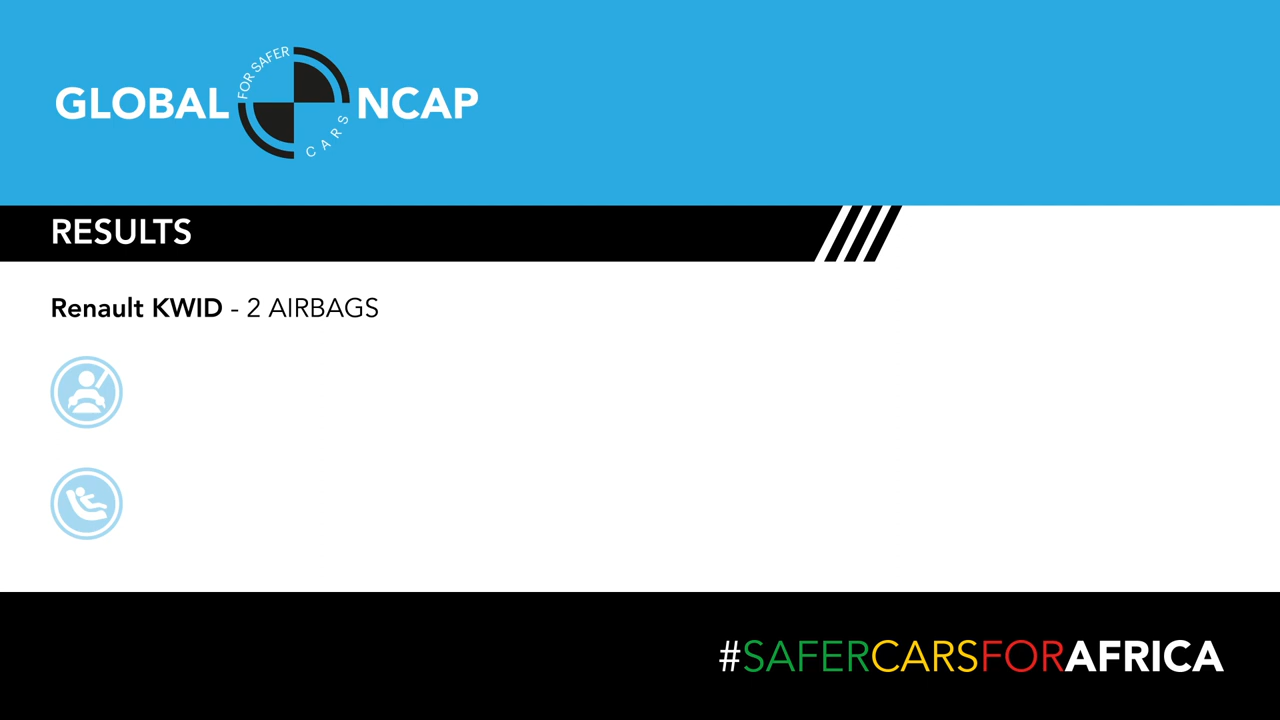 GLOBAL FOR SAFER CARS NCAP
RESULTS
Renault KWID - 2 AIRBAGS
#SAFERCARSFORAFRICA